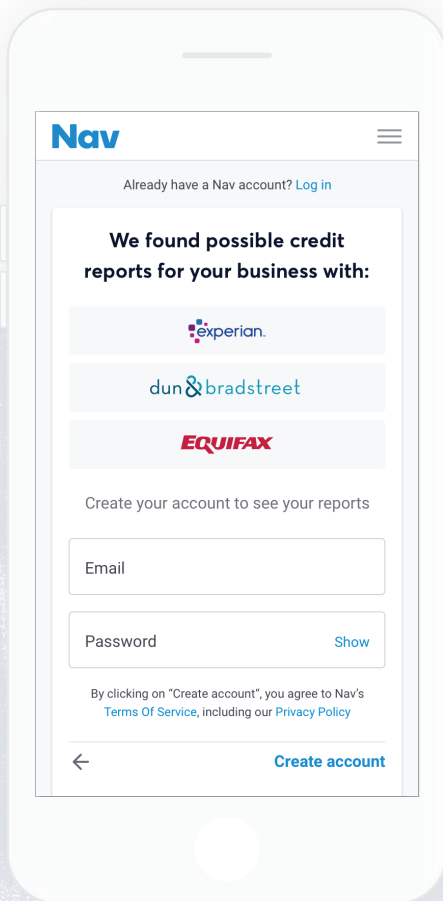 Nav
Already have a Nav account? Log in
We found possible credit
reports for your business with:
experian.
dun & bradstreet
EQUIFAX
Create your account to see your reports
Email
Password Show
By clicking on “Create account”, you agree to Nav’s
Terms Of Service, including our Privacy Policy
Create account